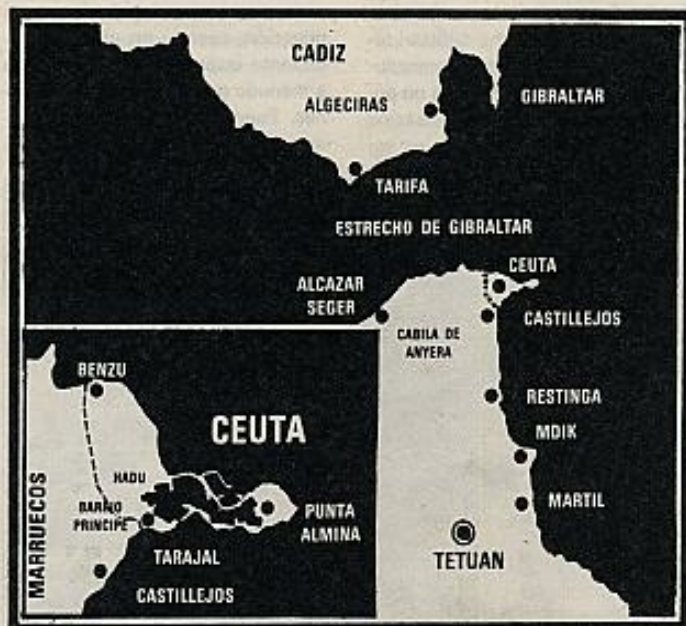 CADIZ
ALGECIRAS
GIBRALTAR
TARIFA
ESTRECHO DE GIBRALTAR
CEUTA
ALCAZAR
SEGER
CASTILLEJOS
CABILA DE
ANYERA
RESTINGA
MDIK
MARTIL
TETUAN
BENZU
CEUTA
HADU
BARRIO
PRINCIPE
PUNTA
ALMINA
MARRUECOS
TARAJAL
CASTILLEJOS